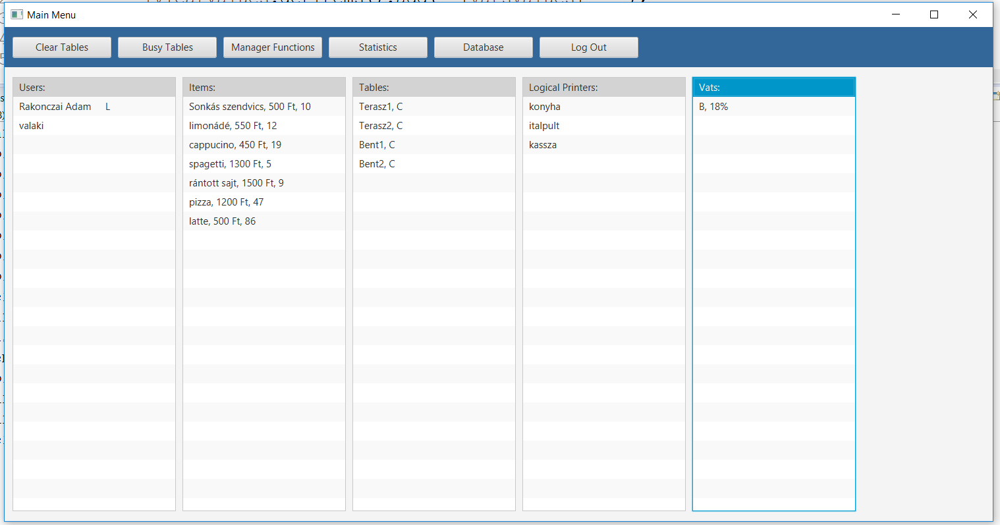 Main Menu
Clear Tables
Busy Tables
Manager Functions
Statistics
Database
Log Out
Users:
Rakonczai Adam L
valaki
Items:
Sonkás szendvics, 500 Ft, 10
limonádé, 550 Ft, 12
cappucino, 450 Ft, 19
spagetti, 1300 Ft, 5
rántott sajt, 1500 Ft, 9
pizza, 1200 Ft, 47
latte, 500 Ft, 86
Tables:
Terasz1, C
Terasz2, C
Bent1, C
Bent2, C
Logical Printers:
konyha
italpult
kassza
Vats:
B, 18%